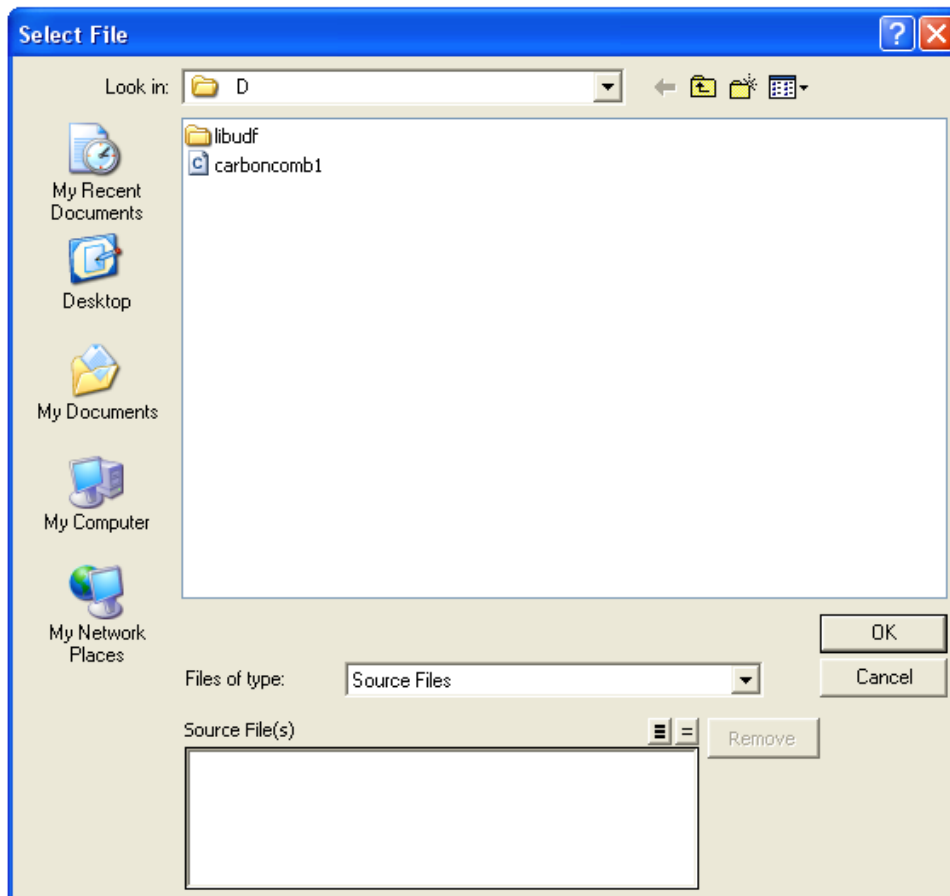 Select File
Look in:
D
libudf
carboncomb1
My Recent
Documents
Desktop
My Documents
My Computer
My Network
Places
OK
Files of type:
Source Files
Cancel
Source File(s)
Remove